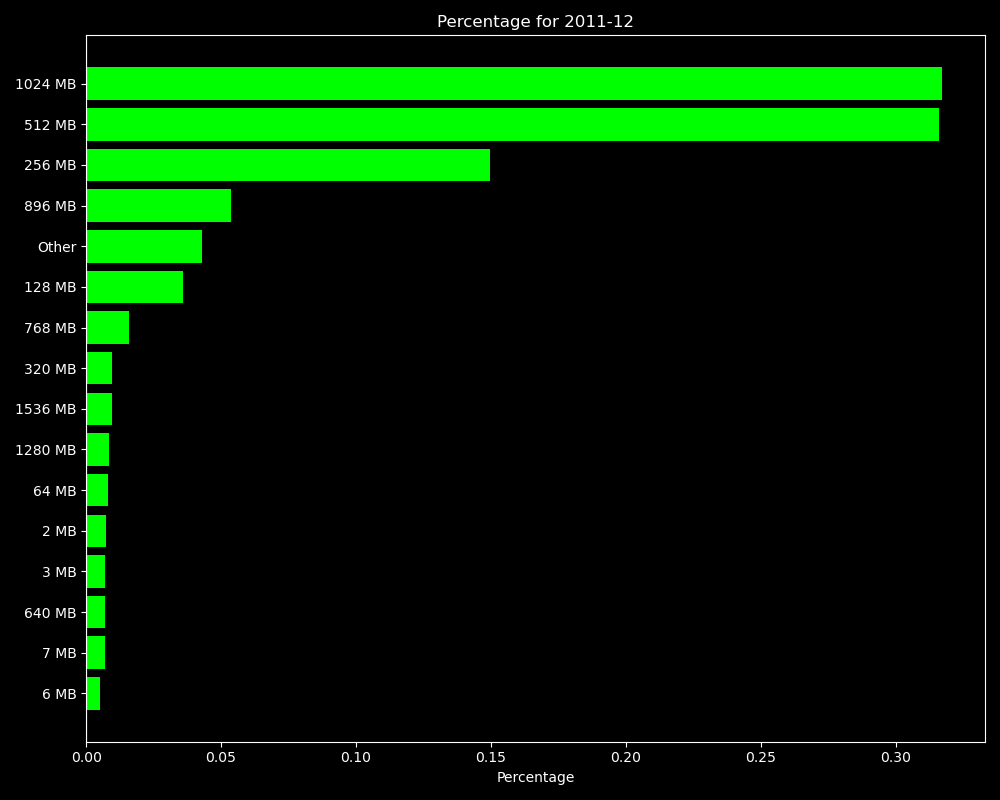 Percentage for 2011-12
1024 MB
512 MB
256 MB
896 MB
Other
128 MB
768 MB
320 MB
1536 MB
1280 MB
64 MB
2 MB
3 MB
640 MB
7 MB
6 MB
0.00 0.05 0.10 0.15 0.20 0.25 0.30
Percentage